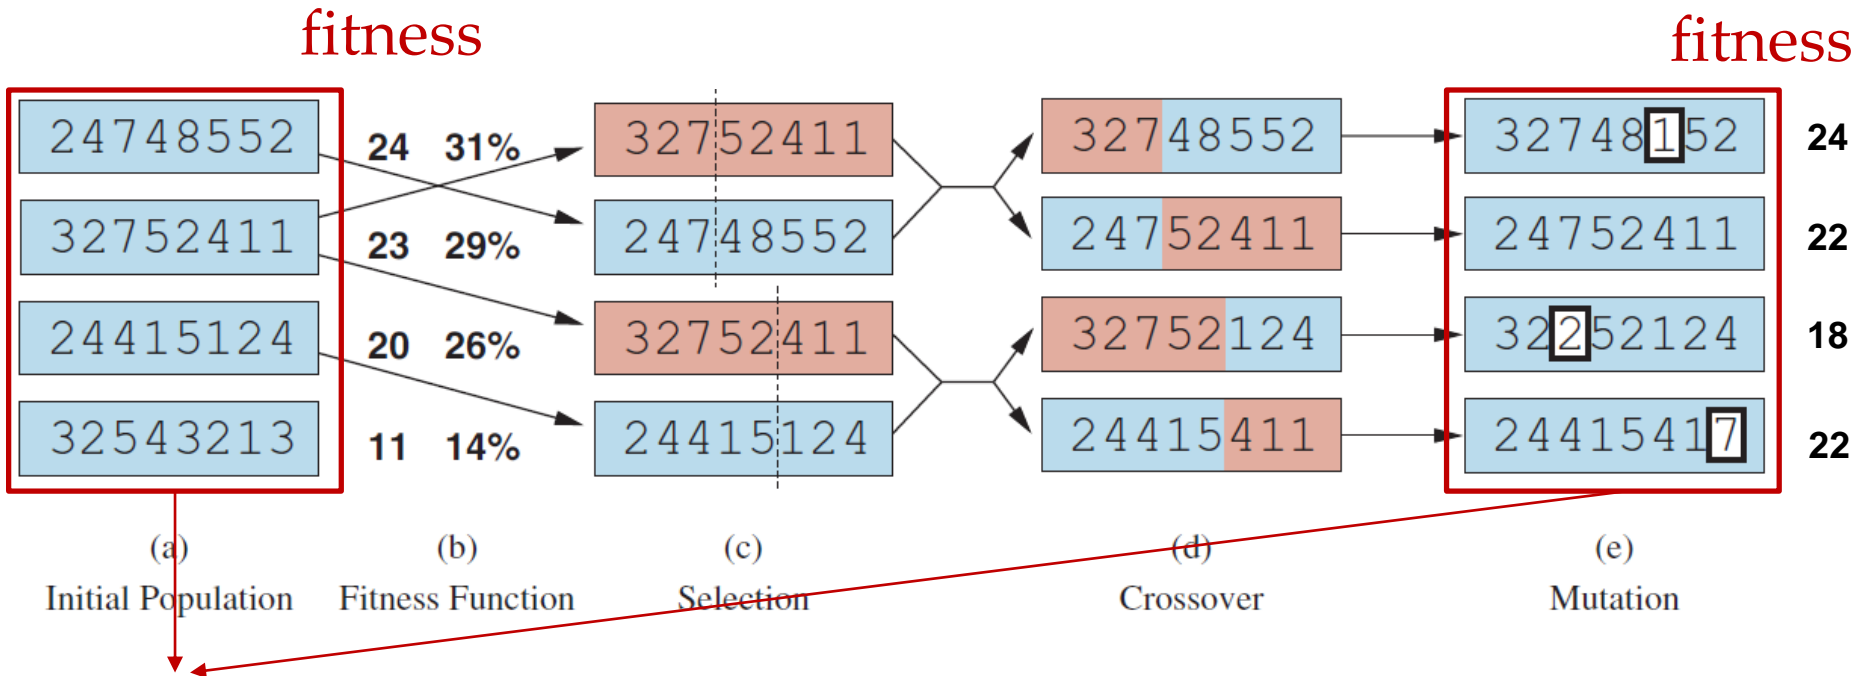 fitness
fitness
24748552 24 31% 32752411 32748552 32748152 24
32752411 23 29% 24748552 24752411 24752411 22
24415124 20 26% 32752411 32752124 32252124 18
32543213 11 14% 24415124 24415411 24415417 22
(a) (b) (c) (d) (e)
Initial Population Fitness Function Selection Crossover Mutation